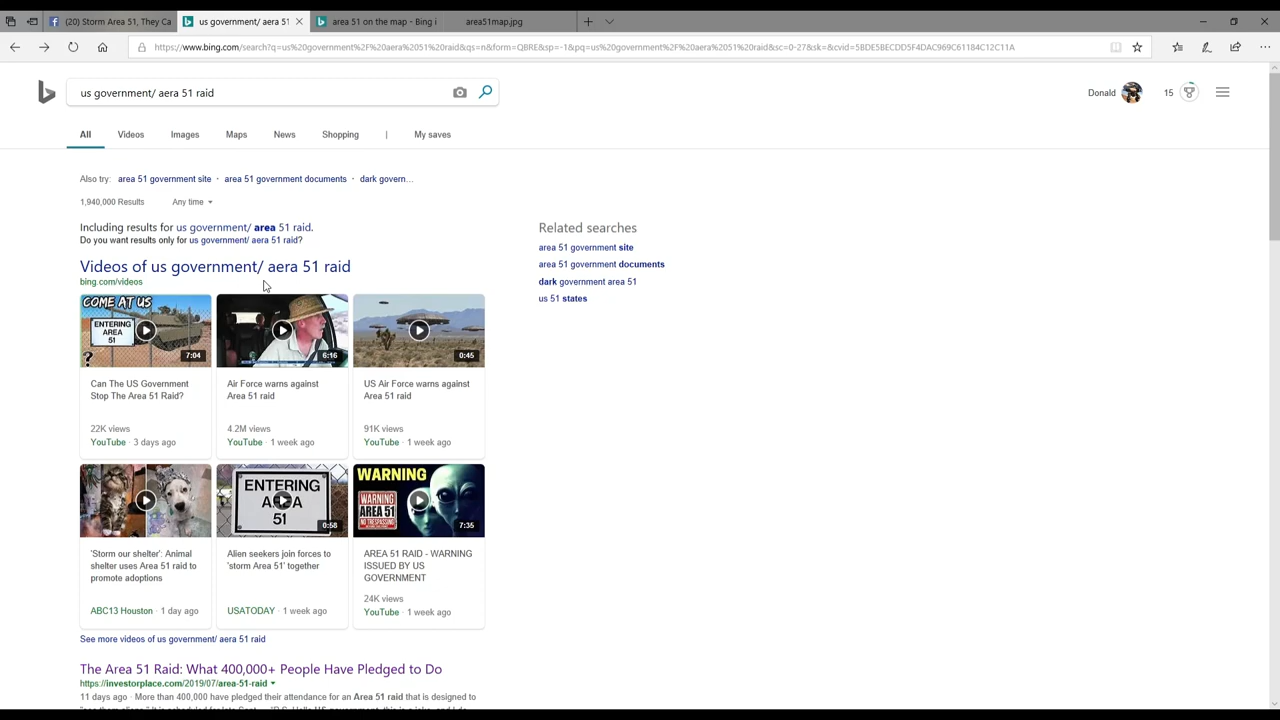 (20) Storm Area 51, They Ca
us government/ aera 51
area 51 on the map - Bing i
area51map.jpg
https://www.bing.com/search?q=us%20government%2F%20aera%2051%20raid&qs=n&form=QBRE&sp=-1&pq=us%20government%2F%20aera%2051%20raid&sc=0-27&sk=&cvid=5BDE5BECDD5F4DAC969C61184C12C11A
us government/ aera 51 raid
Donald
15
All
Videos
Images
Maps
News
Shopping
|
My saves
Also try: area 51 government site · area 51 government documents · dark govern...
1,940,000 Results
Any time
Including results for us government/ area 51 raid.
Do you want results only for us government/ aera 51 raid?
Related searches
area 51 government site
area 51 government documents
dark government area 51
us 51 states
Videos of us government/ aera 51 raid
bing.com/videos
COME AT US
ENTERING
AREA
51
?
7:04
6:16
0:45
Can The US Government
Stop The Area 51 Raid?
22K views
YouTube · 3 days ago
Air Force warns against
Area 51 raid
4.2M views
YouTube · 1 week ago
US Air Force warns against
Area 51 raid
91K views
YouTube · 1 week ago
ENTERING
AREA
51
0:58
WARNING
WARNING
AREA 51
NO TRESPASSING
7:35
'Storm our shelter': Animal
shelter uses Area 51 raid to
promote adoptions
ABC13 Houston · 1 day ago
Alien seekers join forces to
'storm Area 51' together
USATODAY · 1 week ago
AREA 51 RAID - WARNING
ISSUED BY US
GOVERNMENT
24K views
YouTube · 1 week ago
See more videos of us government/ aera 51 raid
The Area 51 Raid: What 400,000+ People Have Pledged to Do
https://investorplace.com/2019/07/area-51-raid
11 days ago · More than 400,000 have pledged their attendance for an Area 51 raid that is designed to